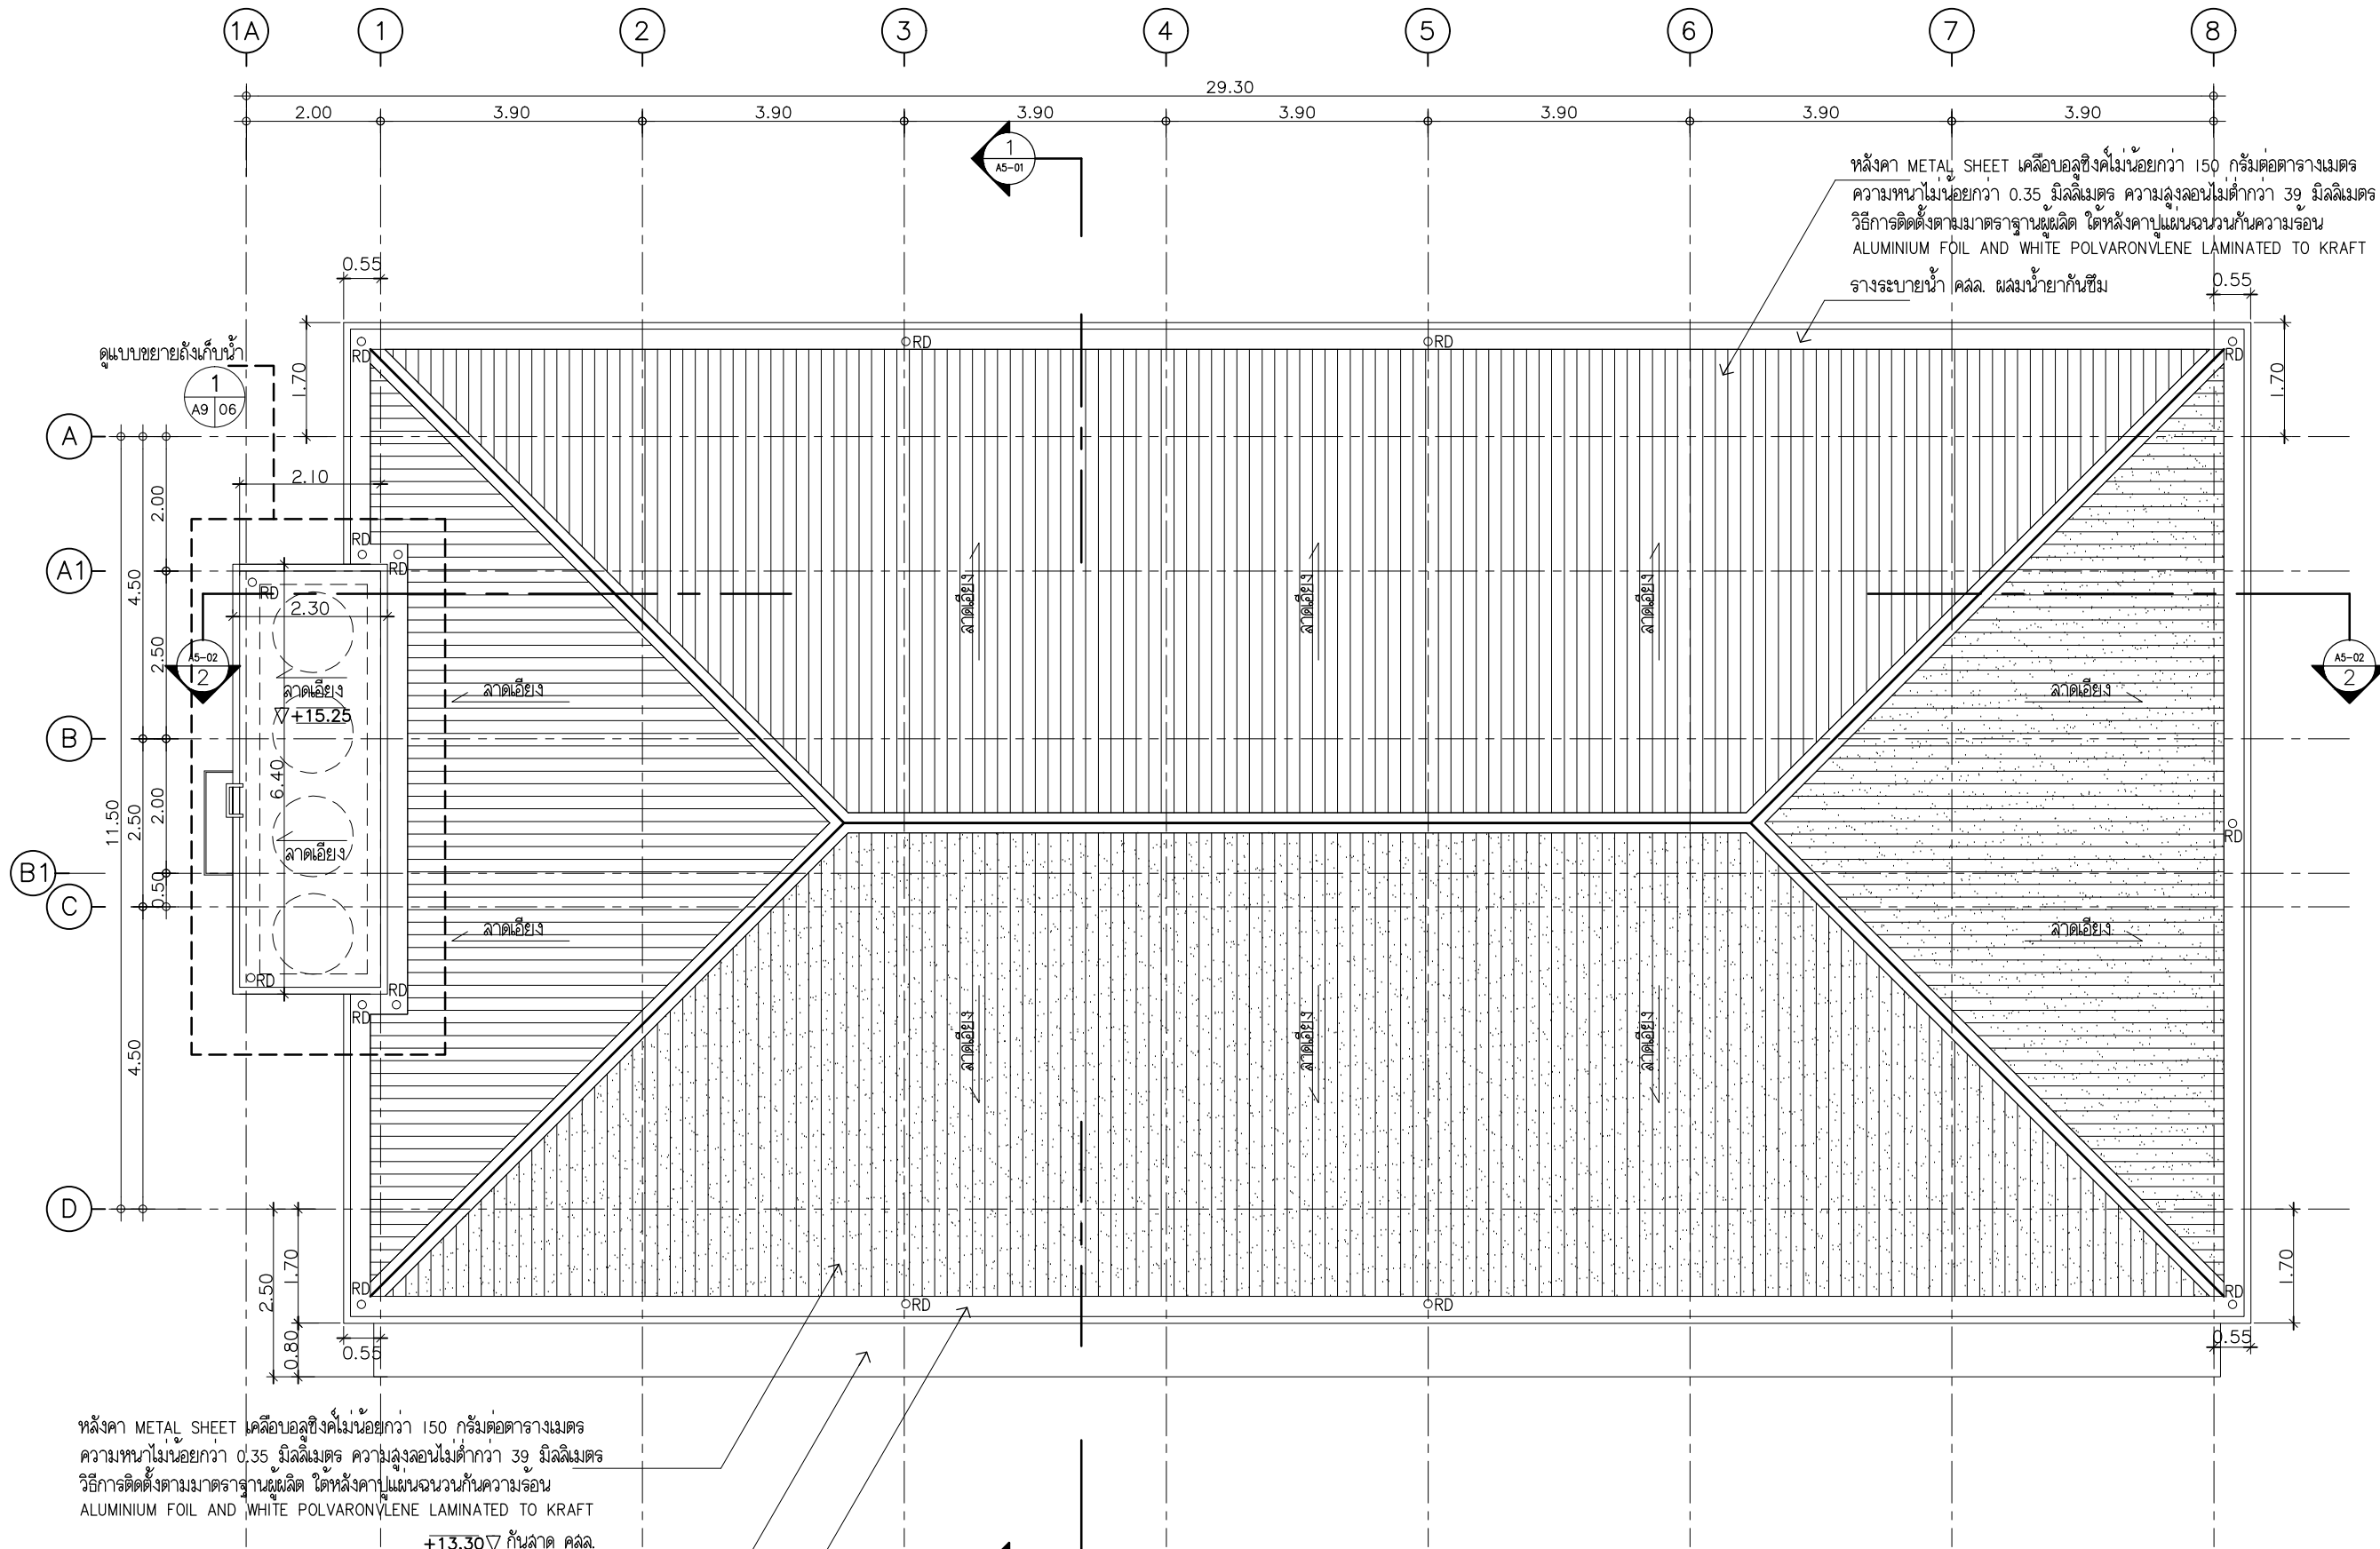 1A
1
2
3
4
5
6
7
8
29.30
2.00
3.90
3.90
3.90
3.90
3.90
3.90
3.90
1
A5-01
หลังคา METAL SHEET เคลือบอลูซิงค์ไม่น้อยกว่า 150 กรัมต่อตารางเมตร
ความหนาไม่น้อยกว่า 0.35 มิลลิเมตร ความสูงลอนไม่ต่ำกว่า 39 มิลลิเมตร
วิธีการติดตั้งตามมาตราฐานผู้ผลิต ใต้หลังคาปูแผ่นฉนวนกันความร้อน
ALUMINIUM FOIL AND WHITE POLVARONVLENE LAMINATED TO KRAFT
รางระบายน้ำ คสล. ผสมน้ำยากันซึม
0.55
0.55
ดูแบบขยายถังเก็บน้ำ
1
A9 06
1.70
1.70
RD
RD
RD
RD
A
2.00
2.10
RD
RD
A1
4.50
RD
2.30
ลาดเอียง
ลาดเอียง
ลาดเอียง
2.50
A5-02
2
A5-02
2
ลาดเอียง
ลาดเอียง
ลาดเอียง
+15.25
B
6.40
11.50
2.50
2.00
RD
ลาดเอียง
B1
0.50
C
ลาดเอียง
ลาดเอียง
RD
RD
RD
4.50
ลาดเอียง
ลาดเอียง
ลาดเอียง
D
2.50
1.70
1.70
RD
RD
RD
RD
0.80
0.55
0.55
หลังคา METAL SHEET เคลือบอลูซิงค์ไม่น้อยกว่า 150 กรัมต่อตารางเมตร
ความหนาไม่น้อยกว่า 0.35 มิลลิเมตร ความสูงลอนไม่ต่ำกว่า 39 มิลลิเมตร
วิธีการติดตั้งตามมาตราฐานผู้ผลิต ใต้หลังคาปูแผ่นฉนวนกันความร้อน
ALUMINIUM FOIL AND WHITE POLVARONVLENE LAMINATED TO KRAFT
+13.30 กันสาด คสล.